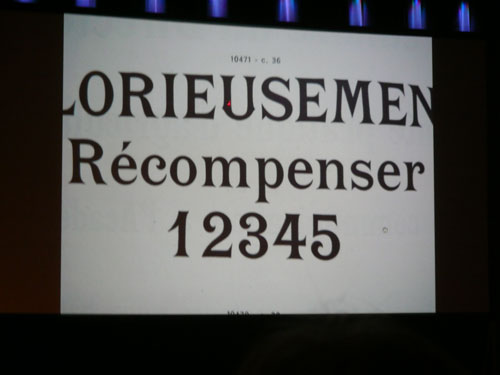 10471 - c. 36
LORIEUSEMEN
Récompenser
12345